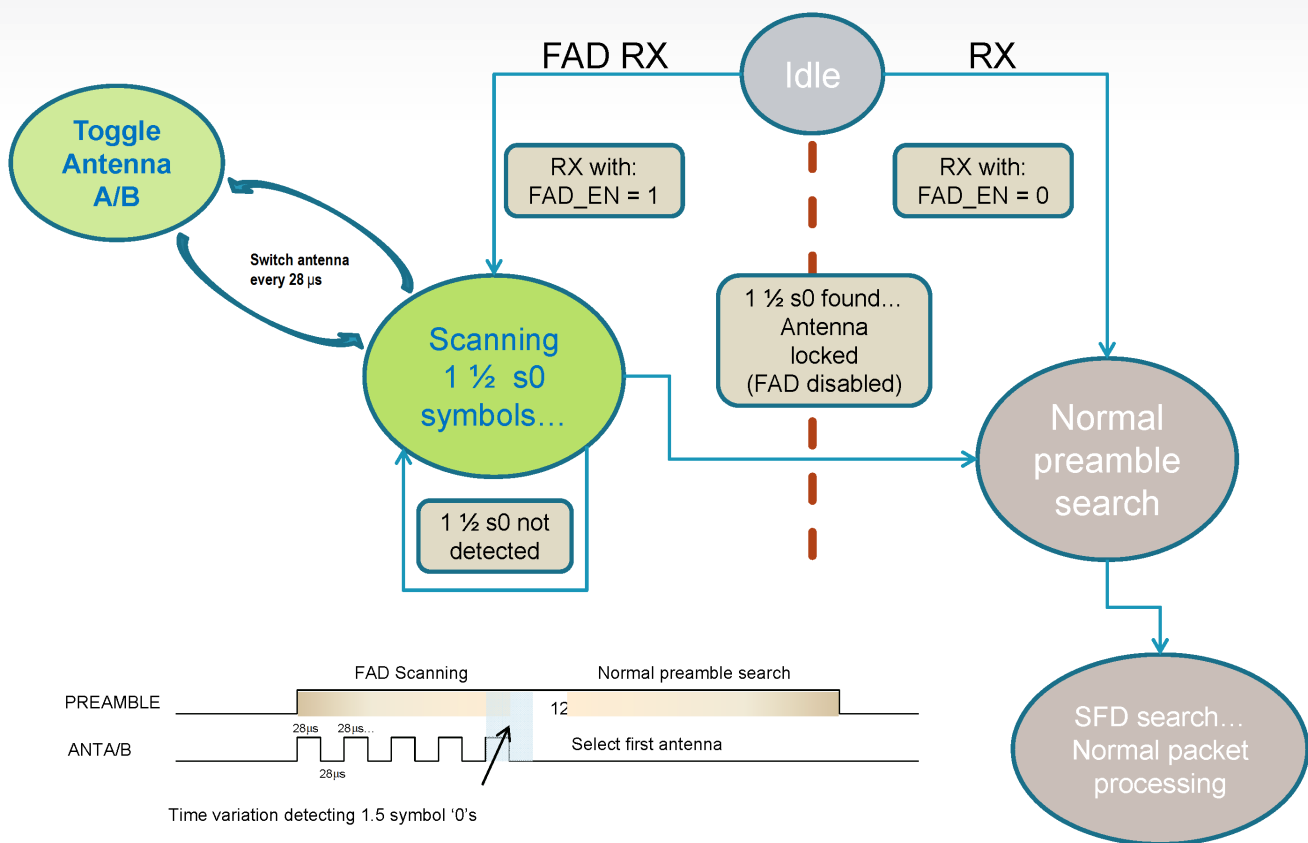 FAD RX
Idle
RX
Toggle
Antenna
A/B
RX with:
FAD_EN = 1
RX with:
FAD_EN = 0
Switch antenna
every 28 μs
1 ½ s0 found…
Antenna
locked
(FAD disabled)
Scanning
1 ½ s0
symbols…
Normal
preamble
search
1 ½ s0 not
detected
FAD Scanning
Normal preamble search
PREAMBLE
12
28μs
28μs…
ANTA/B
Select first antenna
28μs
Time variation detecting 1.5 symbol ‘0’s
SFD search…
Normal packet
processing